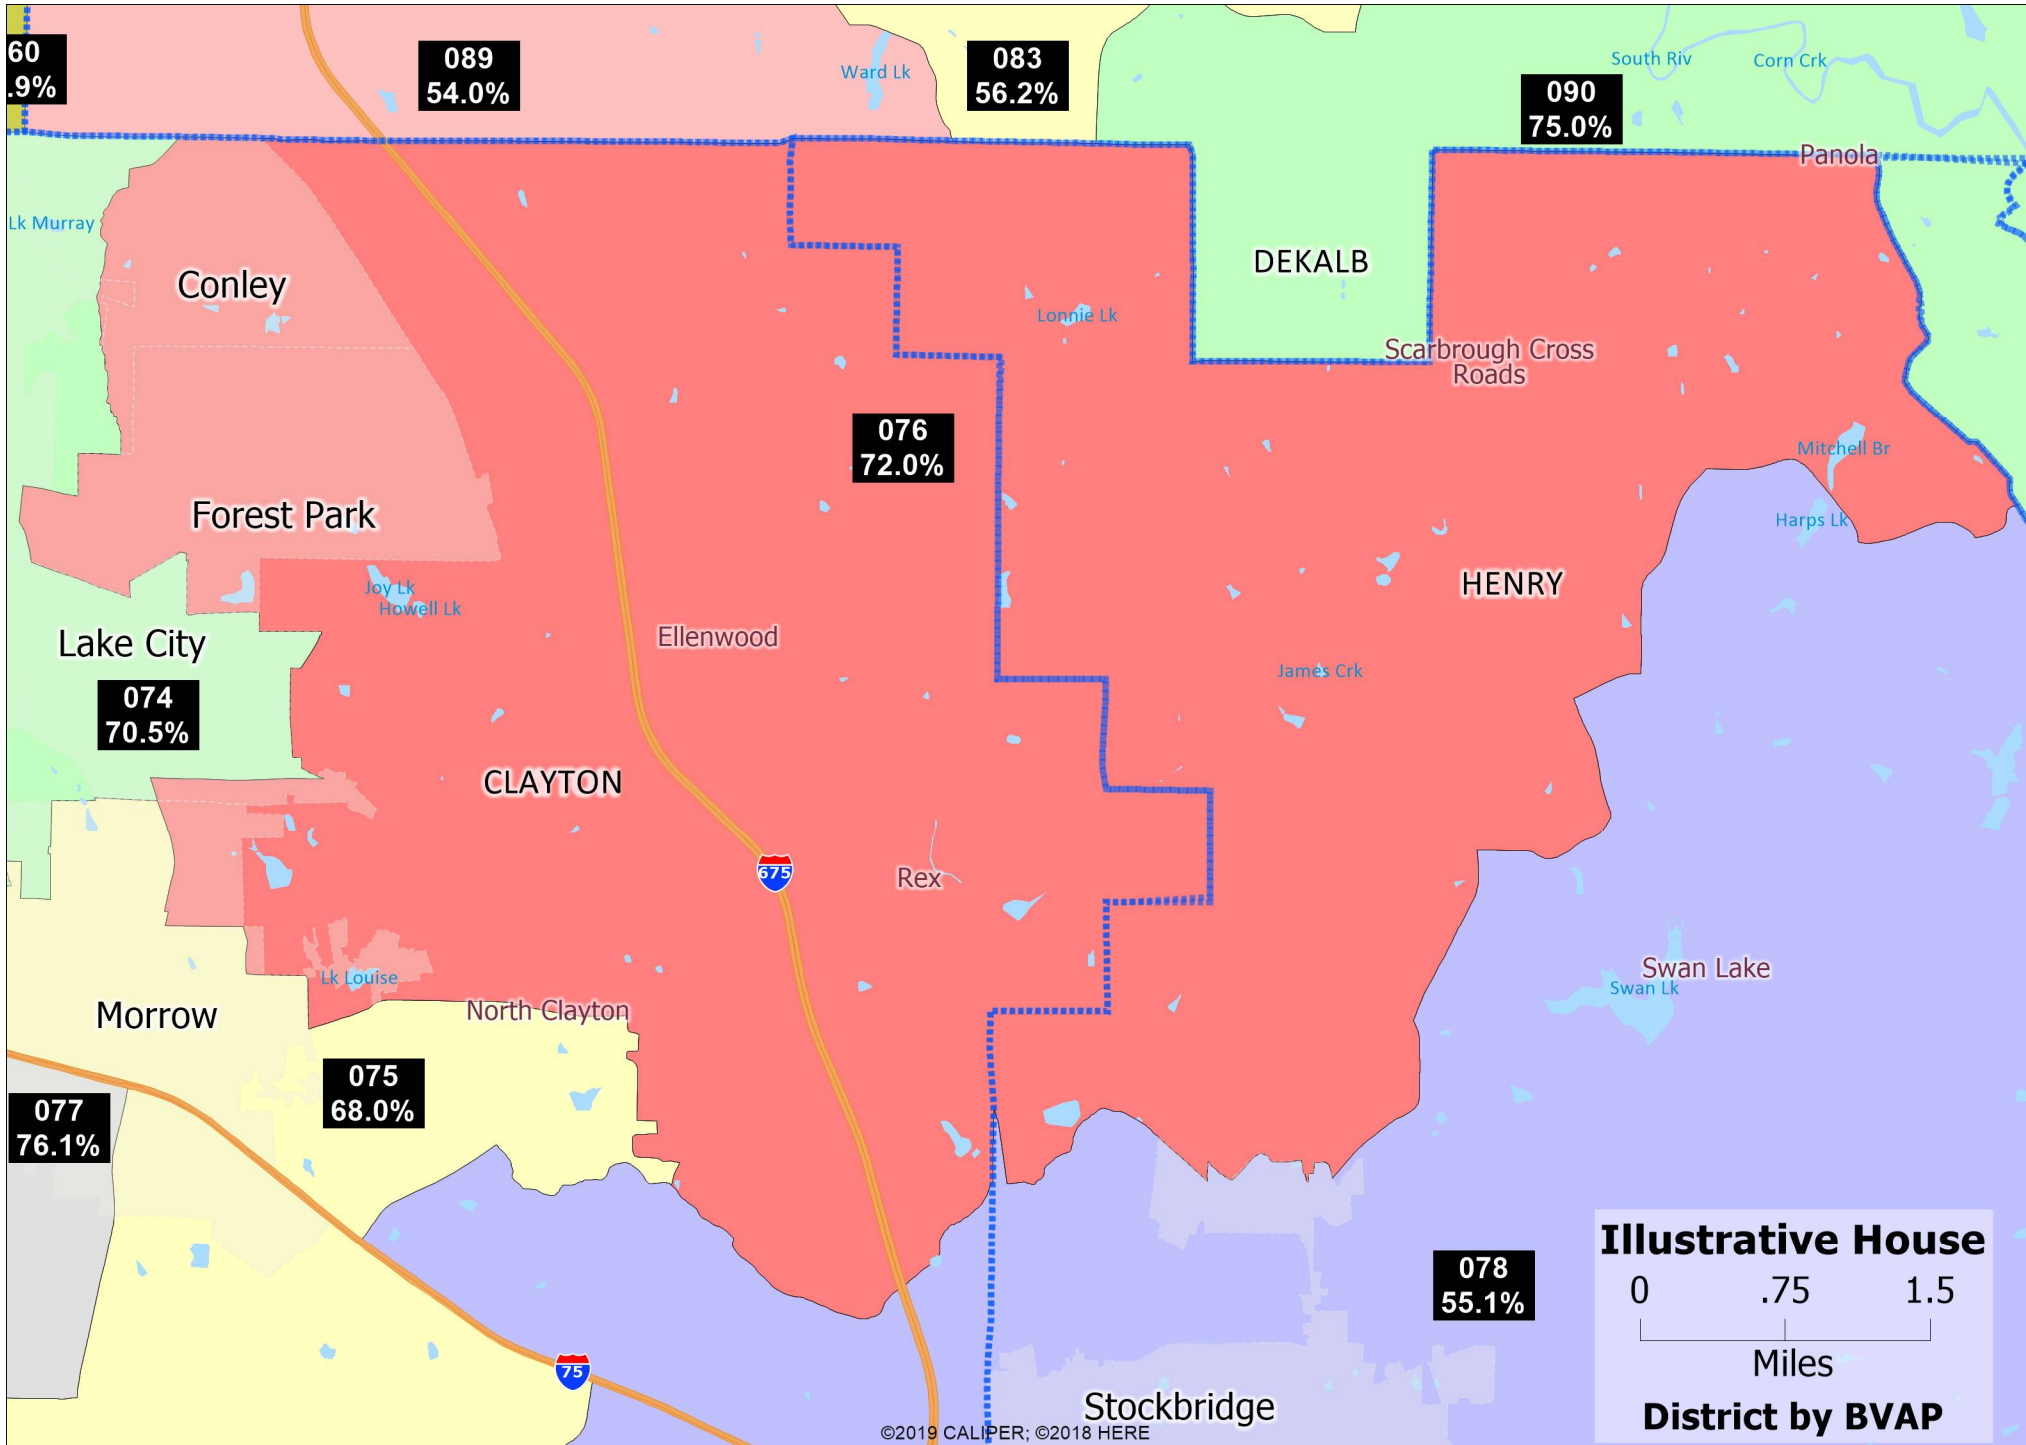 60
.9%
089
54.0%
Ward Lk
083
56.2%
090
75.0%
South Riv
Corn Crk
Panola
Lk Murray
Conley
DEKALB
Lonnie Lk
Scarbrough Cross
Roads
076
72.0%
Mitchell Br
Forest Park
Harps Lk
Joy Lk
Howell Lk
HENRY
Lake City
Ellenwood
James Crk
074
70.5%
CLAYTON
675
Rex
Lk Louise
Swan Lake
Swan Lk
Morrow
North Clayton
075
68.0%
077
76.1%
078
55.1%
75
Stockbridge
©2019 CALIPER; ©2018 HERE
Illustrative House
0 .75 1.5
Miles
District by BVAP